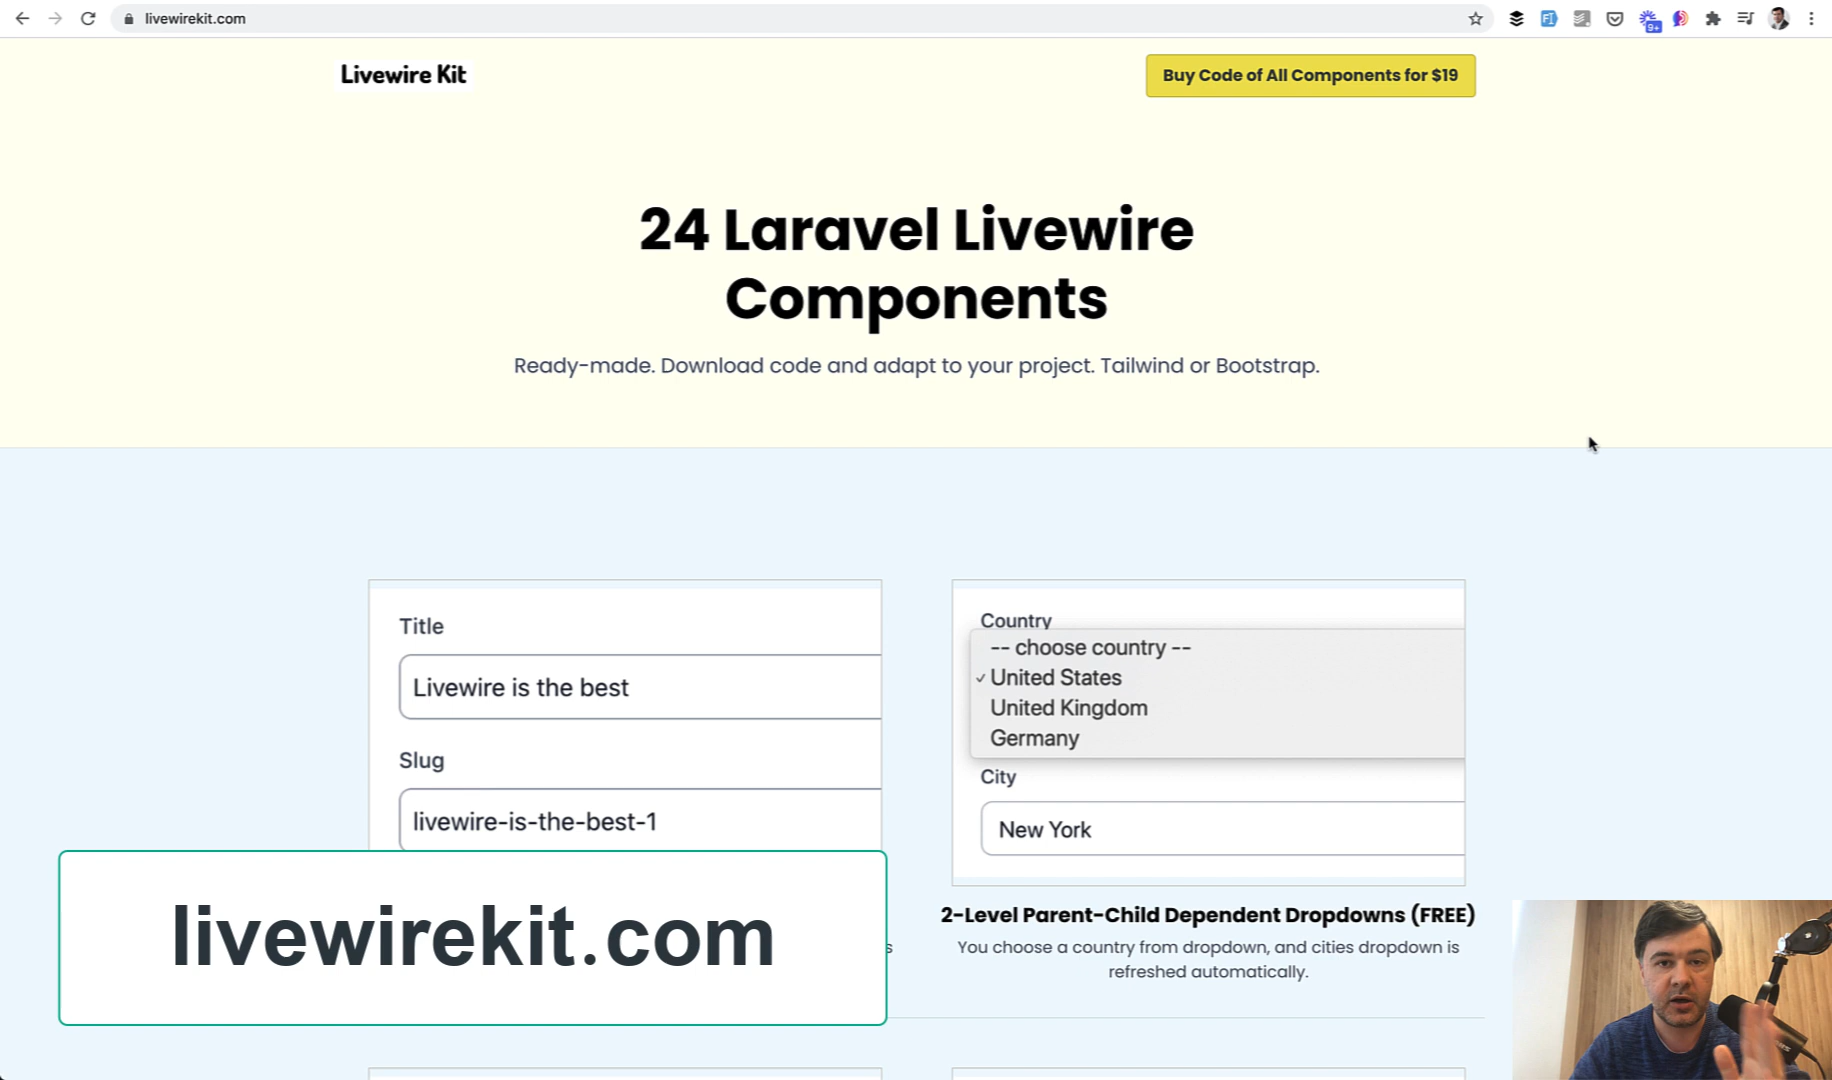 livewirekit.com
9+
Livewire Kit
Buy Code of All Components for $19
24 Laravel Livewire
Components
Ready-made. Download code and adapt to your project. Tailwind or Bootstrap.
Title
Livewire is the best
Slug
livewire-is-the-best-1
Country
-- choose country --
✓ United States
United Kingdom
Germany
City
New York
2-Level Parent-Child Dependent Dropdowns (FREE)
You choose a country from dropdown, and cities dropdown is
refreshed automatically.
livewirekit.com